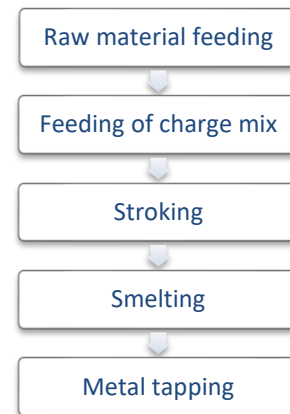 Raw material feeding
Feeding of charge mix
Stroking
Smelting
Metal tapping